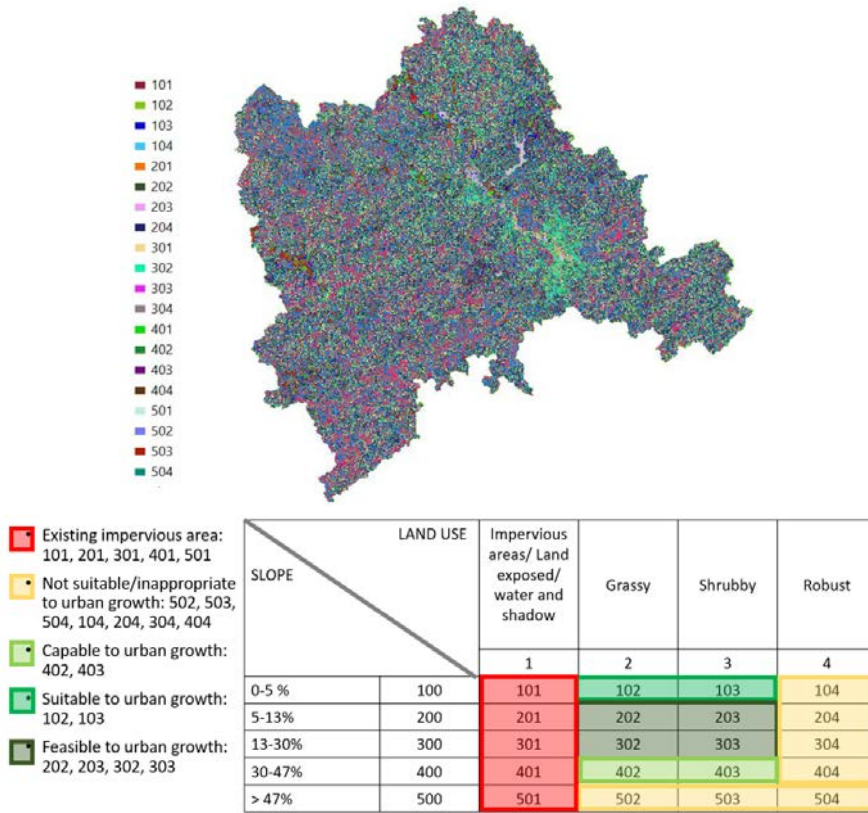 101
102
103
104
201
202
203
204
301
302
303
304
401
402
403
404
501
502
503
504
Existing impervious area:
101, 201, 301, 401, 501
Not suitable/inappropriate
to urban growth: 502, 503,
504, 104, 204, 304, 404
Capable to urban growth:
402, 403
Suitable to urban growth:
102, 103
Feasible to urban growth:
202, 203, 302, 303
LAND USE
SLOPE
Impervious
areas/ Land
exposed/
water and
shadow
Grassy
Shrubby
Robust
1 2 3 4
0-5 % 100 101 102 103 104
5-13% 200 201 202 203 204
13-30% 300 301 302 303 304
30-47% 400 401 402 403 404
> 47% 500 501 502 503 504